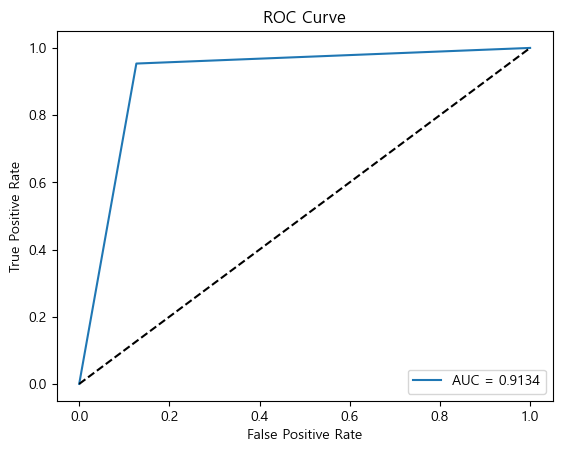 ROC Curve
True Positive Rate
1.0
0.8
0.6
0.4
0.2
0.0
0.0 0.2 0.4 0.6 0.8 1.0
False Positive Rate
AUC = 0.9134